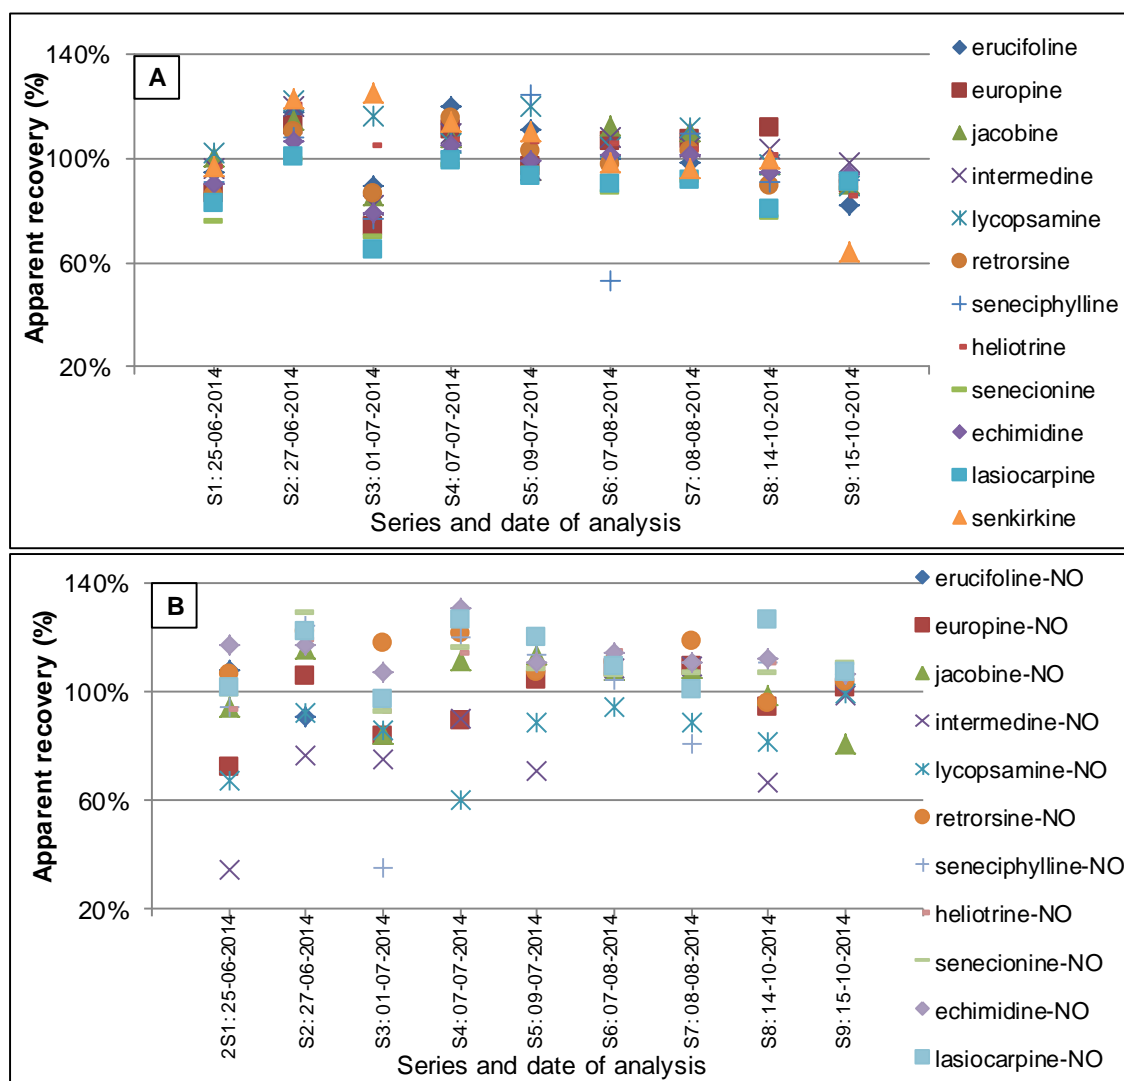 A
Apparent recovery (%)
140%
100%
60%
20%
S1: 25-06-2014
S2: 27-06-2014
S3: 01-07-2014
S4: 07-07-2014
S5: 09-07-2014
S6: 07-08-2014
S7: 08-08-2014
S8: 14-10-2014
S9: 15-10-2014
Series and date of analysis
erucifoline
europine
jacobine
intermedine
lycopsamine
retrorsine
seneciphylline
heliotrine
senecionine
echimidine
lasiocarpine
senkirkine
B
Apparent recovery (%)
140%
100%
60%
20%
2S1: 25-06-2014
S2: 27-06-2014
S3: 01-07-2014
S4: 07-07-2014
S5: 09-07-2014
S6: 07-08-2014
S7: 08-08-2014
S8: 14-10-2014
S9: 15-10-2014
Series and date of analysis
erucifoline-NO
europine-NO
jacobine-NO
intermedine-NO
lycopsamine-NO
retrorsine-NO
seneciphylline-NO
heliotrine-NO
senecionine-NO
echimidine-NO
lasiocarpine-NO